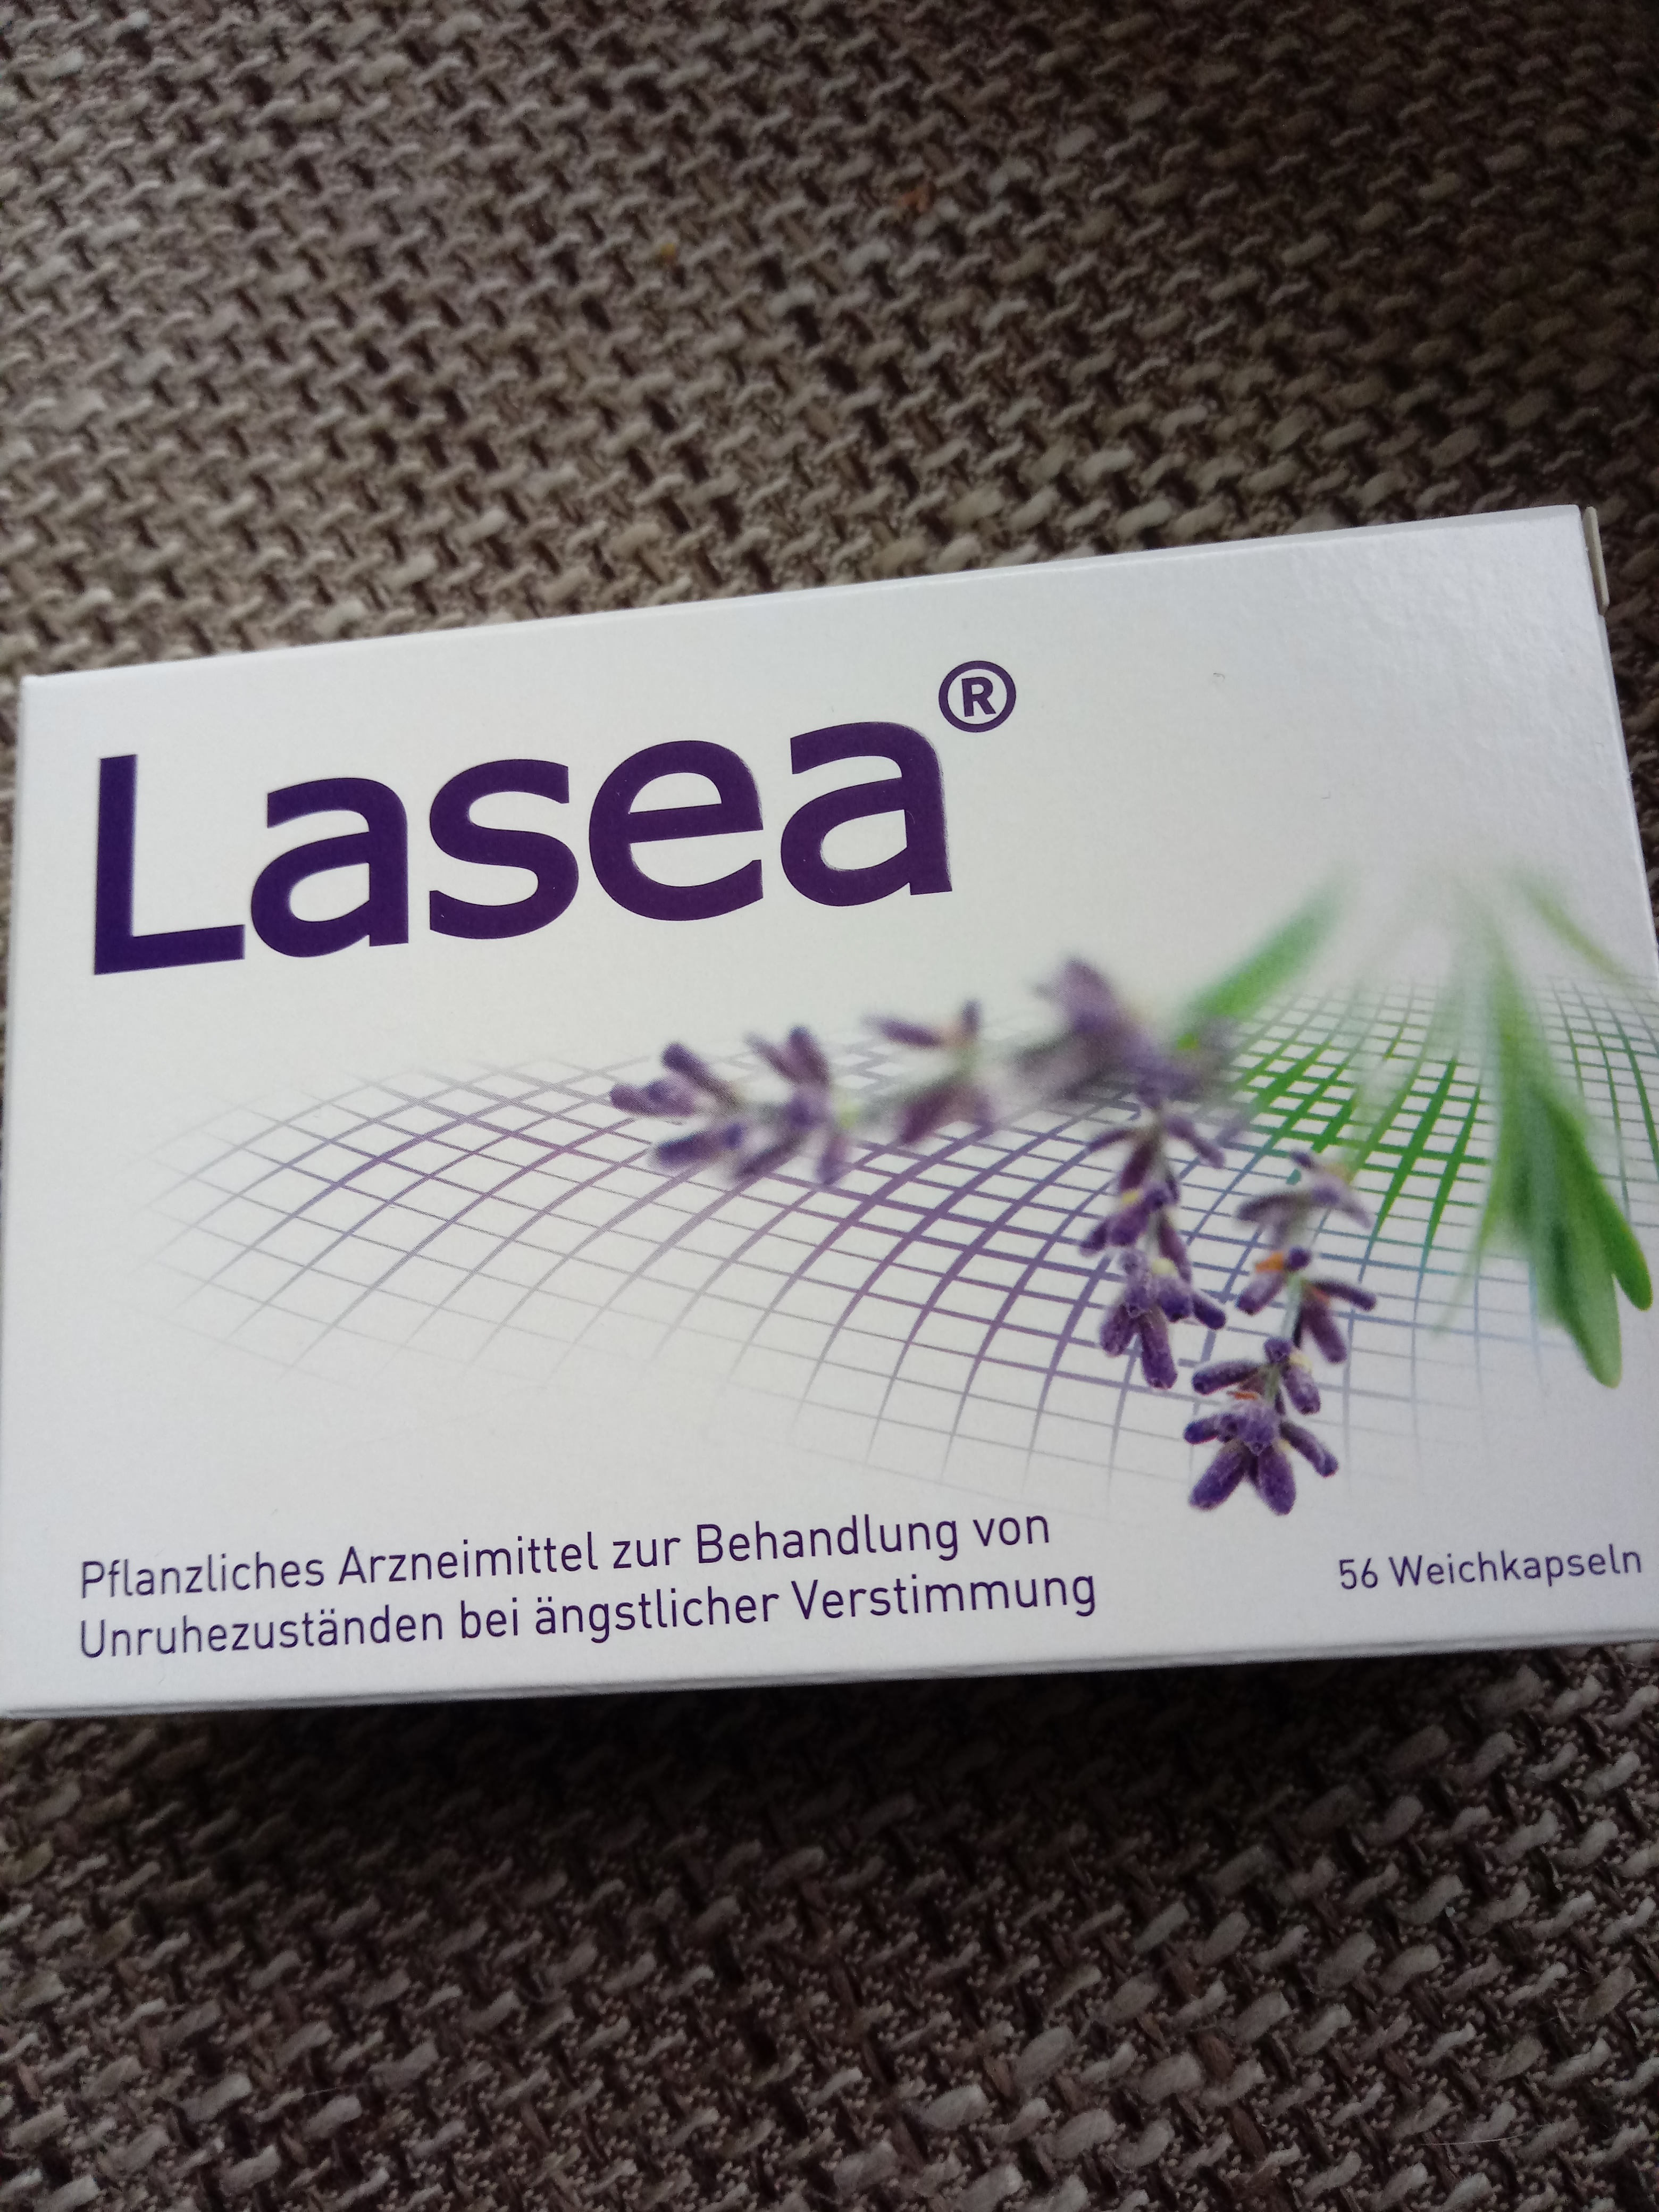 Lasea®
Pflanzliches Arzneimittel zur Behandlung von
Unruhezuständen bei ängstlicher Verstimmung
56 Weichkapseln